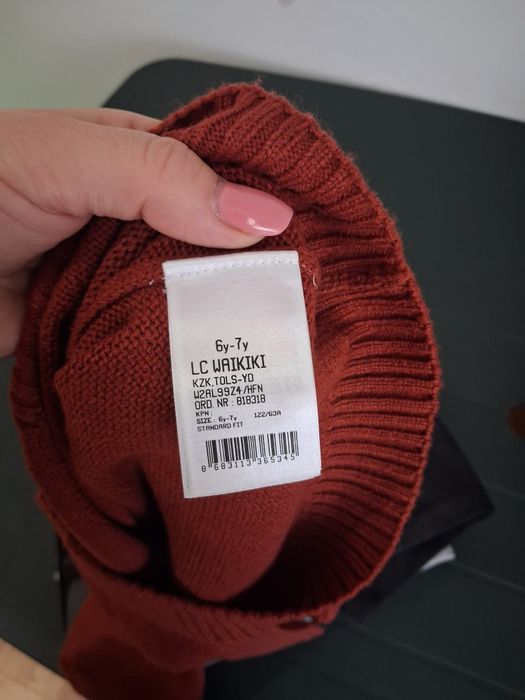 6y-7y
LC WAIKIKI
KZK.TOLS-YD
W2AL99Z4/HFN
ORD. NR : 818318
KPN :
SIZE : 6y-7y 122/63A
STANDARD FIT
8 683113 365345